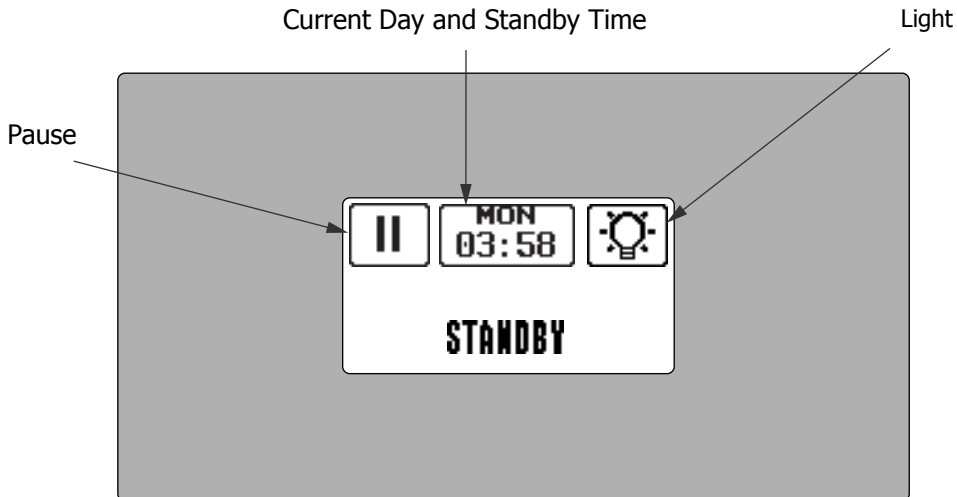 Current Day and Standby Time
Light
Pause
MON
03:58
STANDBY